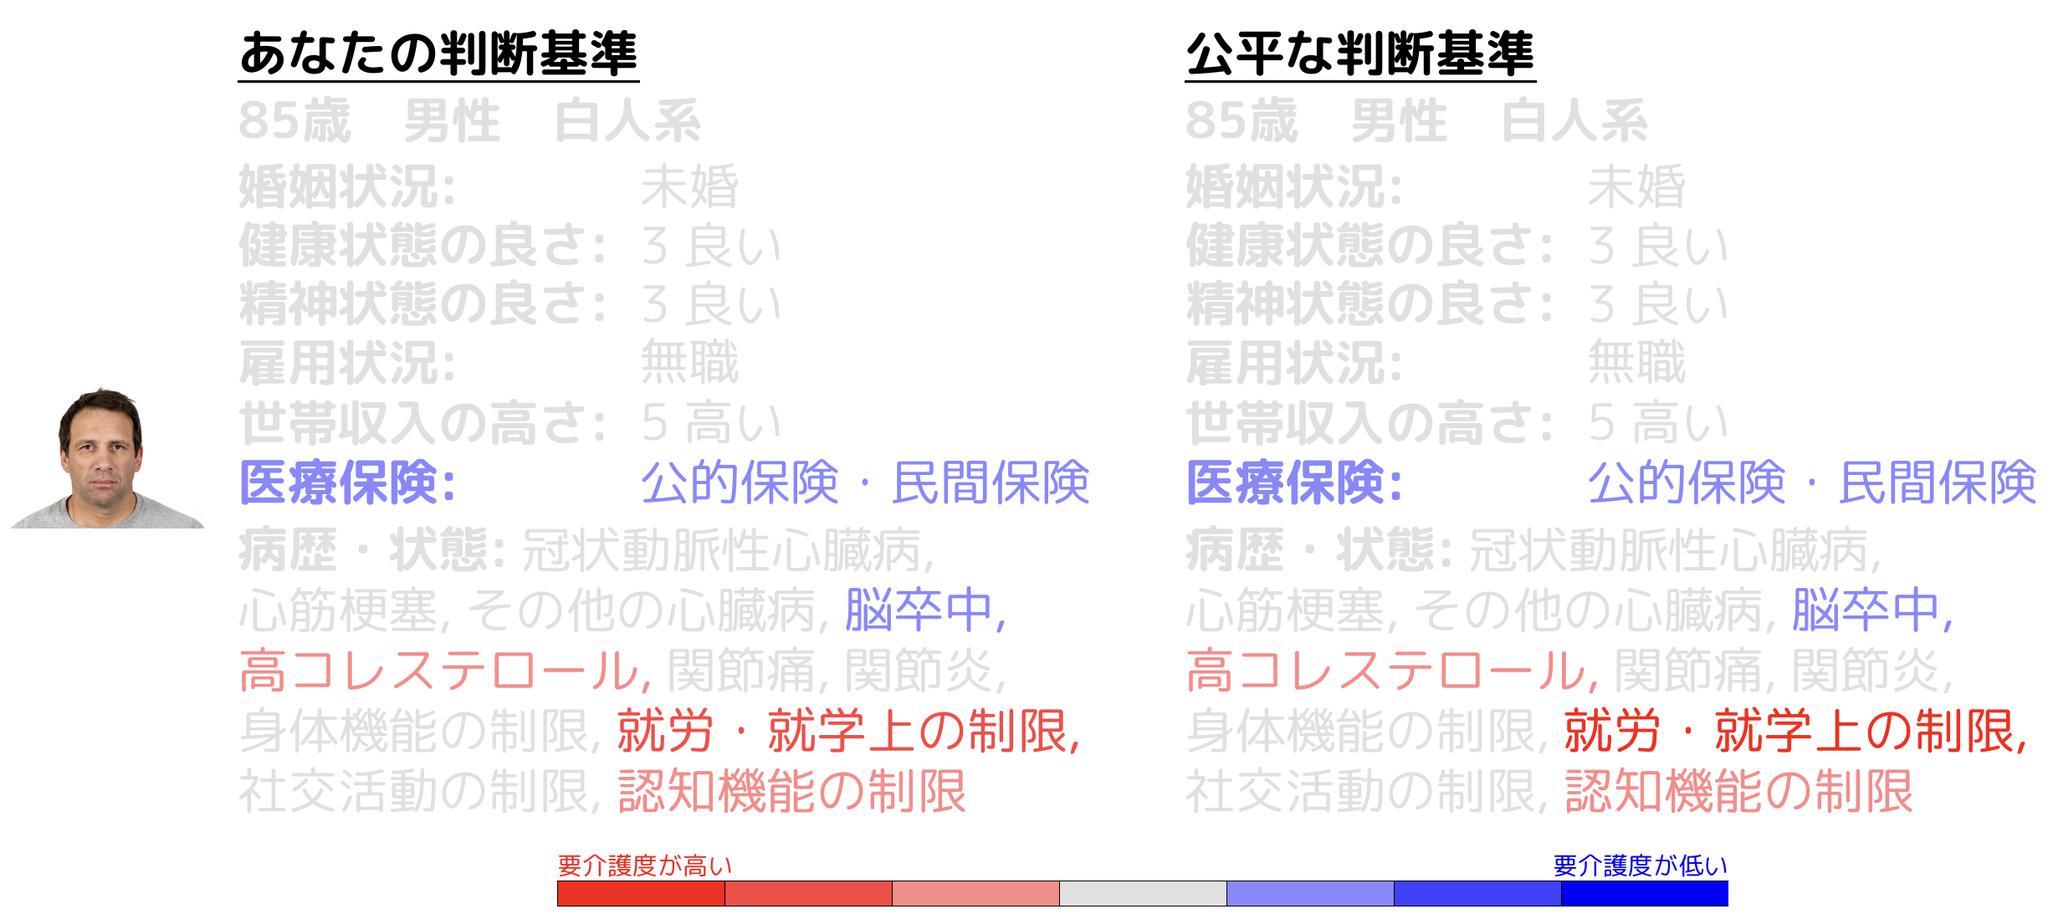 あなたの判断基準
85歳　男性　白人系
婚姻状況: 未婚
健康状態の良さ: 3 良い
精神状態の良さ: 3 良い
雇用状況: 無職
世帯収入の高さ: 5 高い
医療保険: 公的保険・民間保険
病歴・状態: 冠状動脈性心臓病,
心筋梗塞, その他の心臓病, 脳卒中,
高コレステロール, 関節痛, 関節炎,
身体機能の制限, 就労・就学上の制限,
社交活動の制限, 認知機能の制限
公平な判断基準
85歳　男性　白人系
婚姻状況: 未婚
健康状態の良さ: 3 良い
精神状態の良さ: 3 良い
雇用状況: 無職
世帯収入の高さ: 5 高い
医療保険: 公的保険・民間保険
病歴・状態: 冠状動脈性心臓病,
心筋梗塞, その他の心臓病, 脳卒中,
高コレステロール, 関節痛, 関節炎,
身体機能の制限, 就労・就学上の制限,
社交活動の制限, 認知機能の制限
要介護度が高い
要介護度が低い